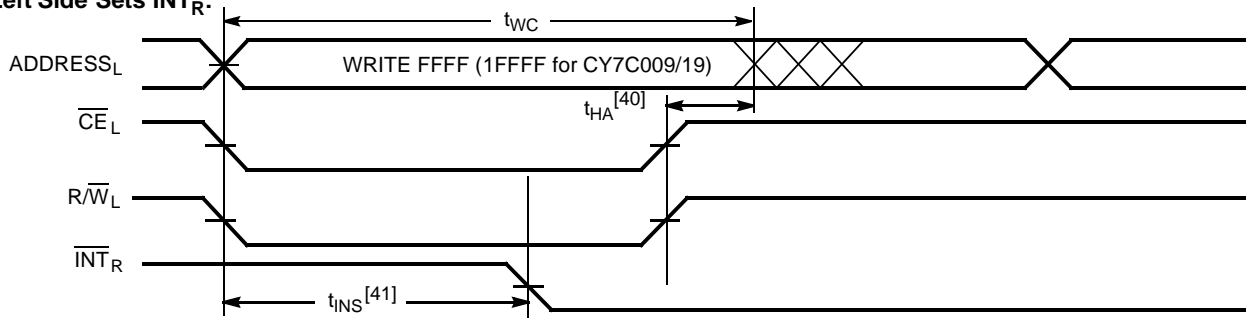 Left Side Sets INTR:
tWC
ADDRESSL
WRITE FFFF (1FFFF for CY7C009/19)
tHA[40]
CEL
R/WL
INTR
tINS[41]